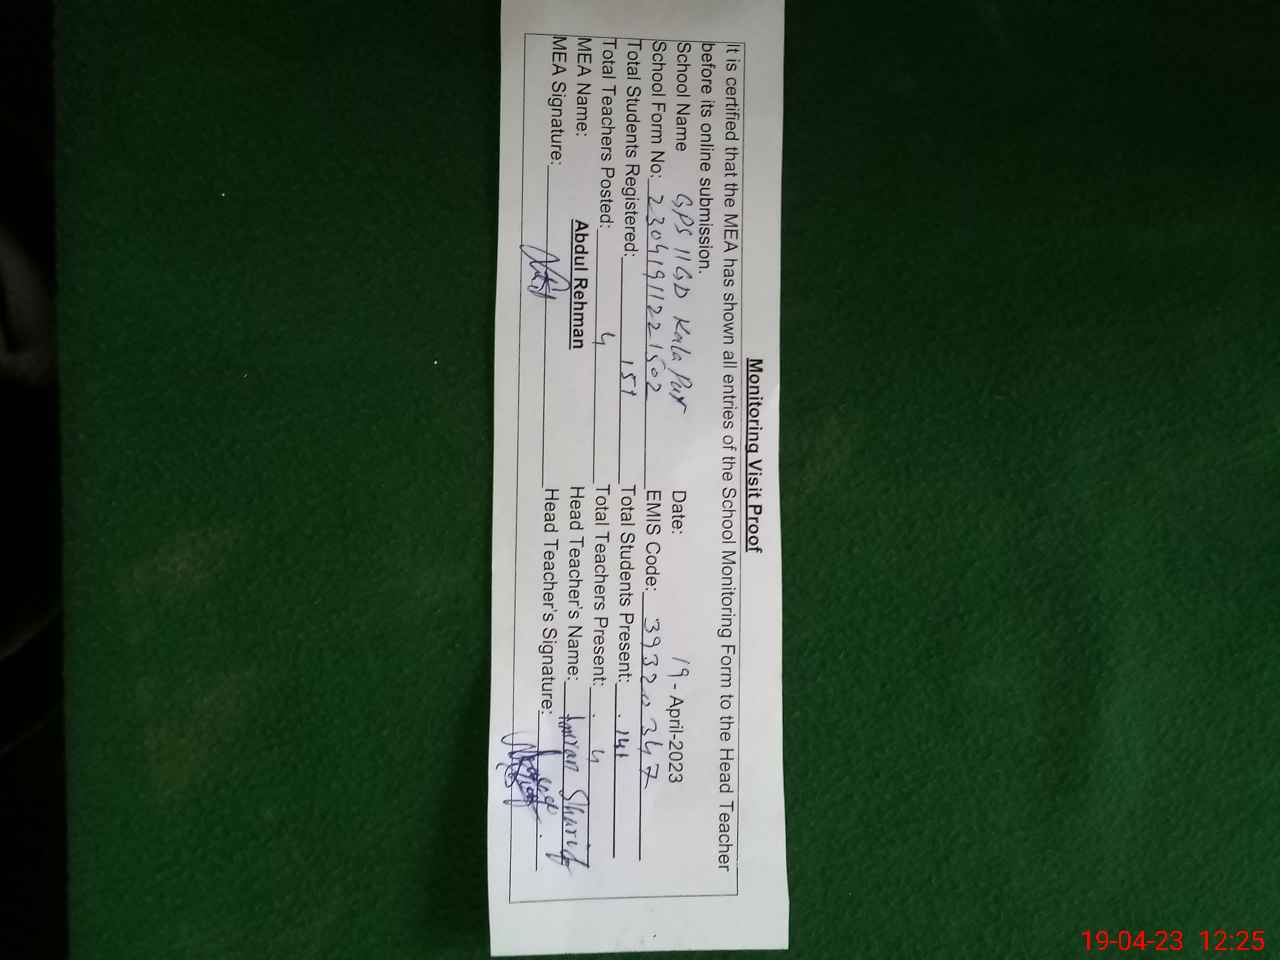 Monitoring Visit Proof
It is certified that the MEA has shown all entries of the School Monitoring Form to the Head Teacher
before its online submission.
School Name GPS 11GD Kala Pur Date: 19-April-2023
School Form No: 23041911221502 EMIS Code: 39320347
Total Students Registered: 151 Total Students Present: 141
Total Teachers Posted: 4 Total Teachers Present: 4
MEA Name: Abdul Rehman Head Teacher's Name: Imran Sharif
MEA Signature: Head Teacher's Signature:
19-04-23 12:25